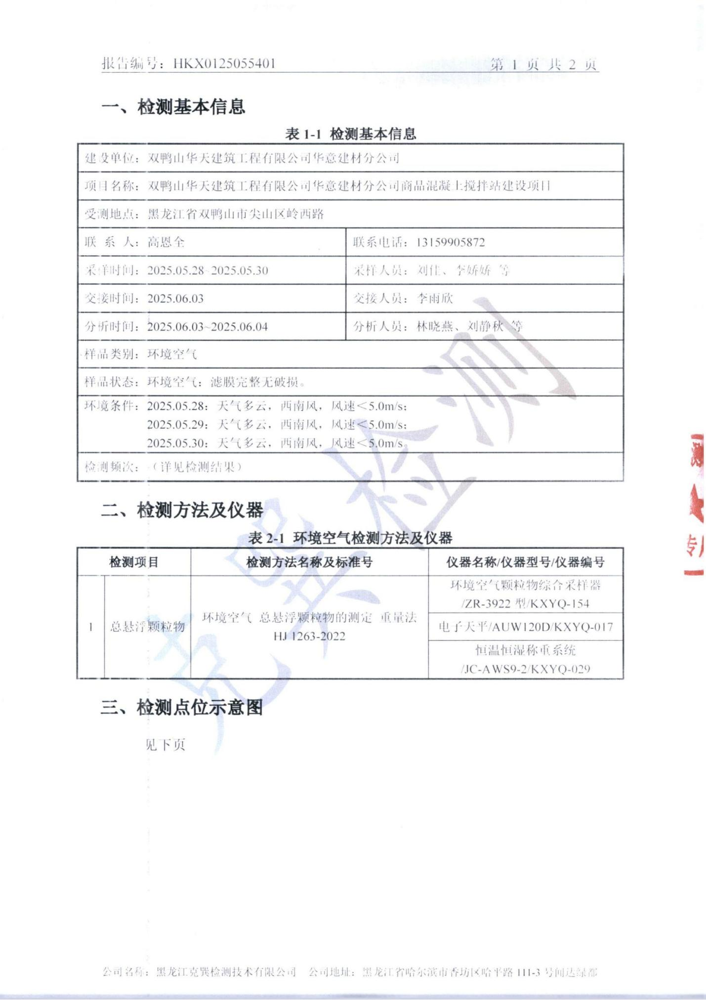 报告编号：HKX0125055401 第 1 页 共 2 页
一、检测基本信息
表 1-1 检测基本信息
建设单位：双鸭山华天建筑工程有限公司华意建材分公司
项目名称：双鸭山华天建筑工程有限公司华意建材分公司商品混凝土搅拌站建设项目
受测地点：黑龙江省双鸭山市尖山区岭西路
联 系 人：高恩全 联系电话：13159905872
采样时间：2025.05.28~2025.05.30 采样人员：刘佳、李娇娇 等
交接时间：2025.06.03 交接人员：李雨欣
分析时间：2025.06.03~2025.06.04 分析人员：林晓燕、刘静秋 等
样品类别：环境空气
样品状态：环境空气：滤膜完整无破损。
环境条件：2025.05.28：天气多云，西南风，风速＜5.0m/s；
2025.05.29：天气多云，西南风，风速＜5.0m/s；
2025.05.30：天气多云，西南风，风速＜5.0m/s。
检测频次：（详见检测结果）
二、检测方法及仪器
表 2-1 环境空气检测方法及仪器
检测项目 检测方法名称及标准号 仪器名称/仪器型号/仪器编号
1 总悬浮颗粒物 环境空气 总悬浮颗粒物的测定 重量法
HJ 1263-2022
环境空气颗粒物综合采样器
/ZR-3922 型/KXYQ-154
电子天平/AUW120D/KXYQ-017
恒温恒湿称重系统
/JC-AWS9-2/KXYQ-029
三、检测点位示意图
见下页
克巽检测
专
公司名称：黑龙江克巽检测技术有限公司 公司地址：黑龙江省哈尔滨市香坊区哈平路 111-3 号闻达绿都